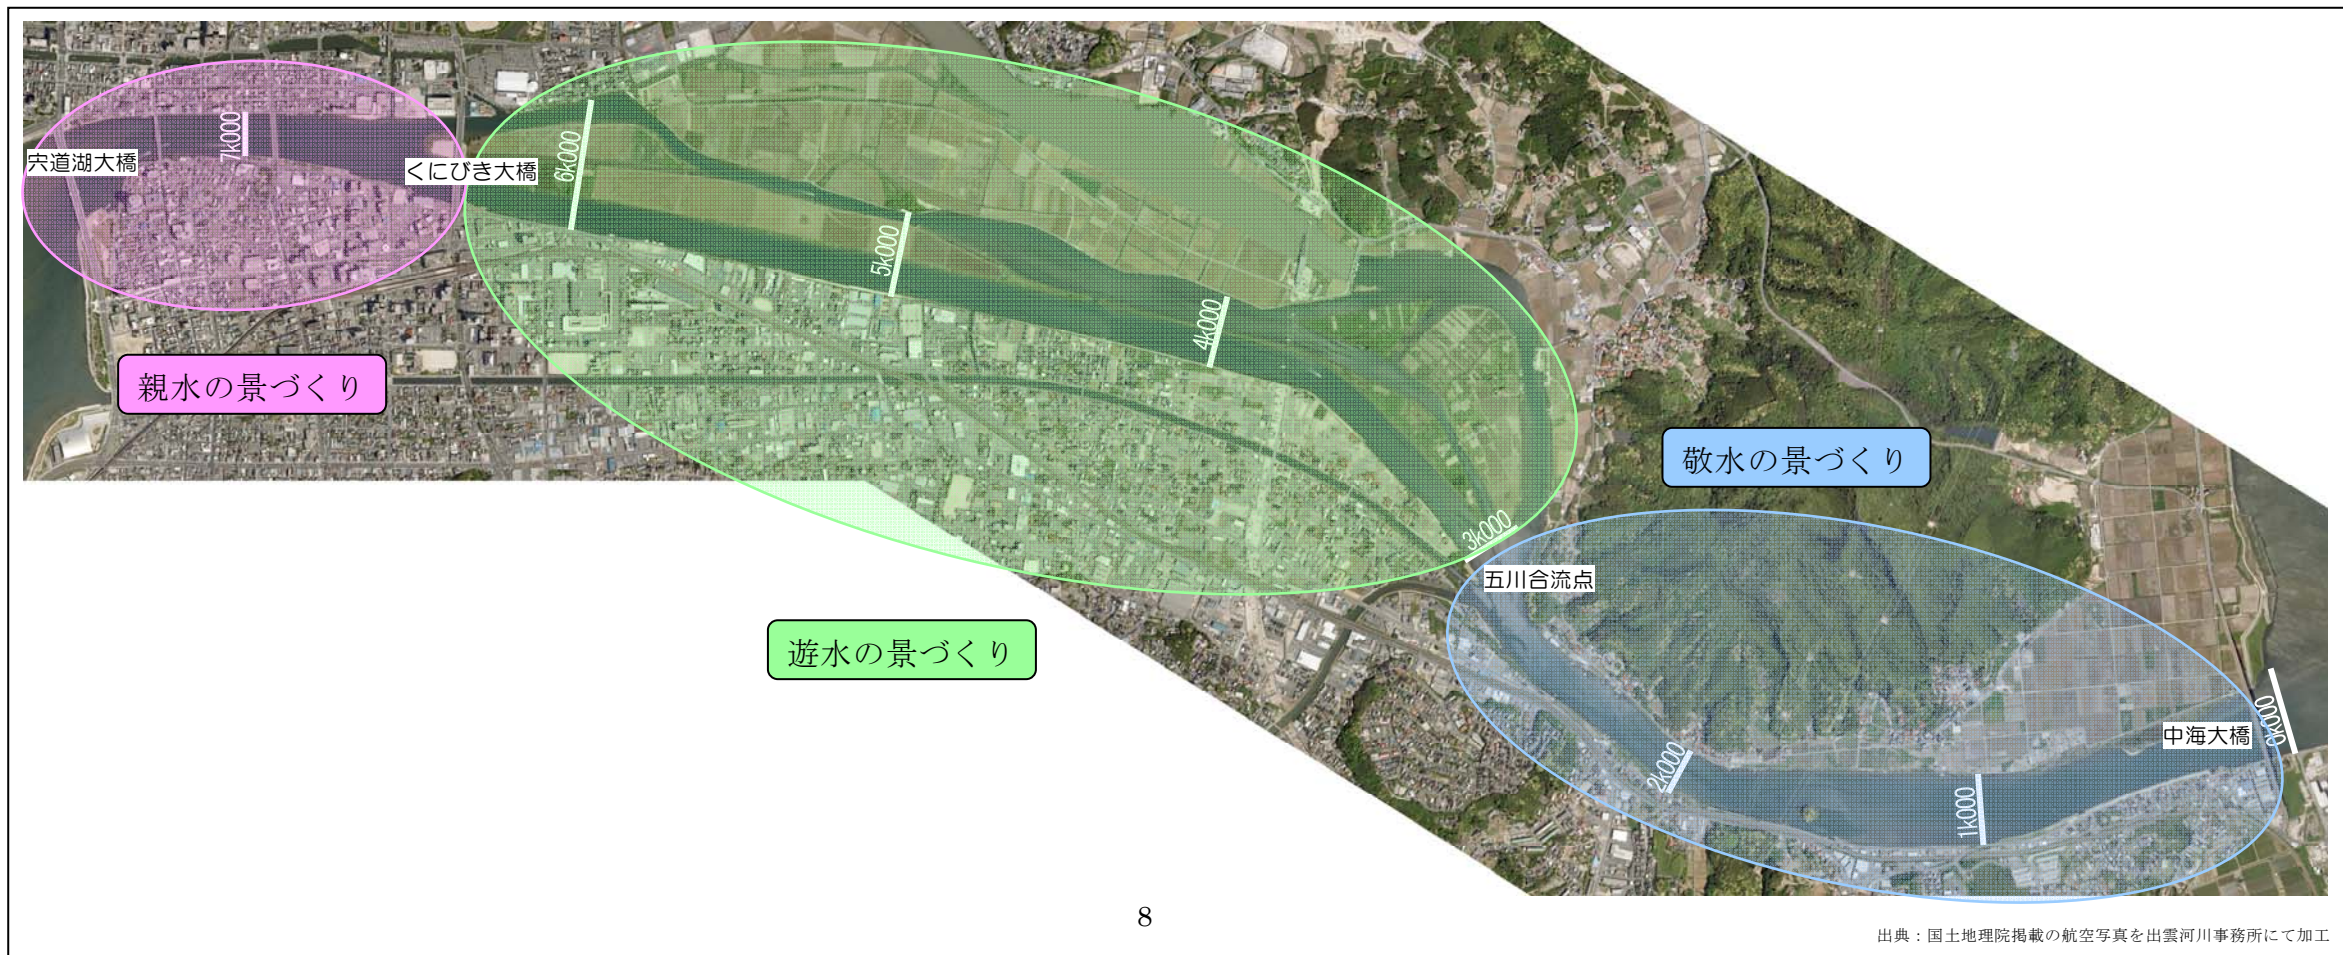 7k000
宍道湖大橋
くにびき大橋
6k000
5k000
4k000
親水の景づくり
敬水の景づくり
3k000
五川合流点
遊水の景づくり
0k000
中海大橋
2k000
1k000
8
出典：国土地理院掲載の航空写真を出雲河川事務所にて加工